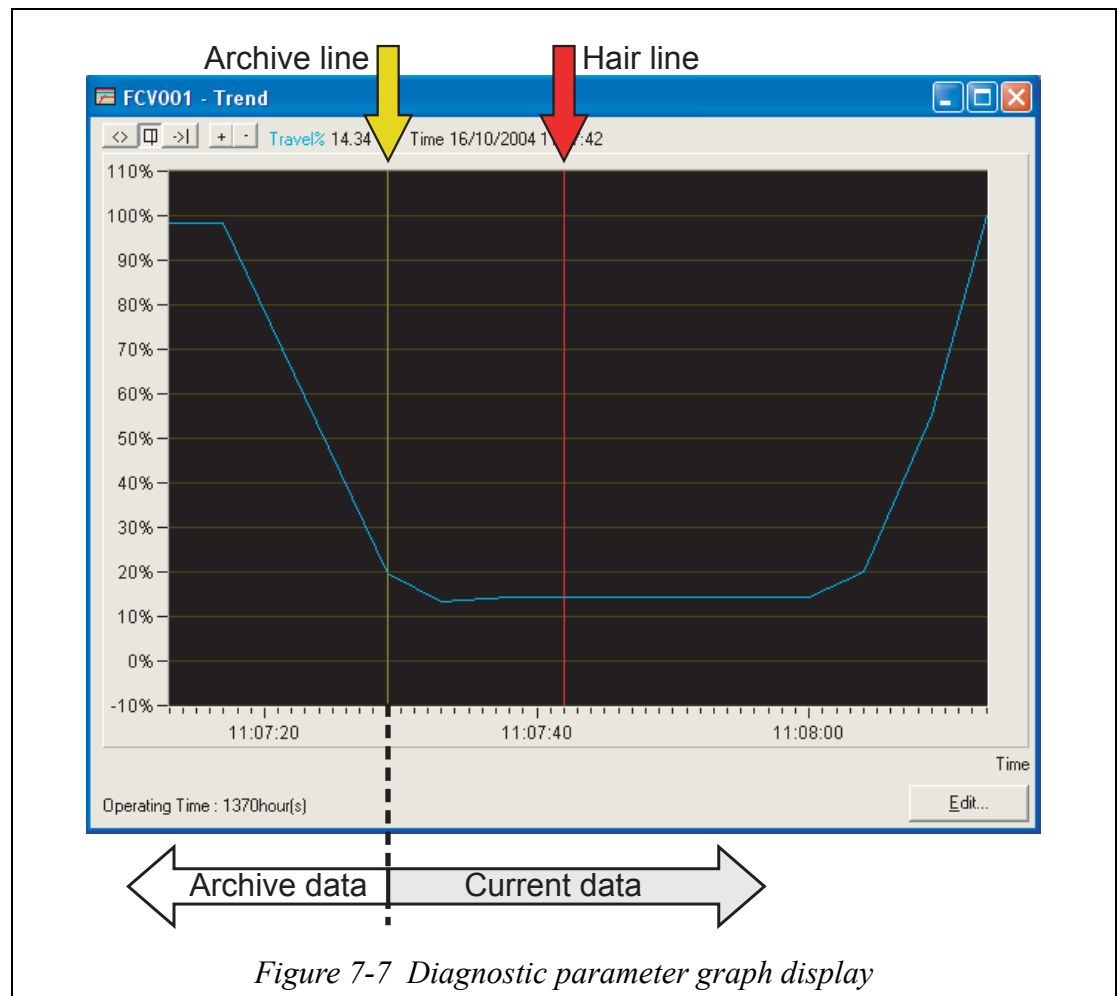 Archive line Hair line
FCV001 - Trend
<> ->| + - Travel% 14.34 Time 16/10/2004 1 :42
110%
100%
90%
80%
70%
60%
50%
40%
30%
20%
10%
0%
-10%
11:07:20 11:07:40 11:08:00
Time
Operating Time : 1370hour(s) Edit...
Archive data Current data
Figure 7-7 Diagnostic parameter graph display